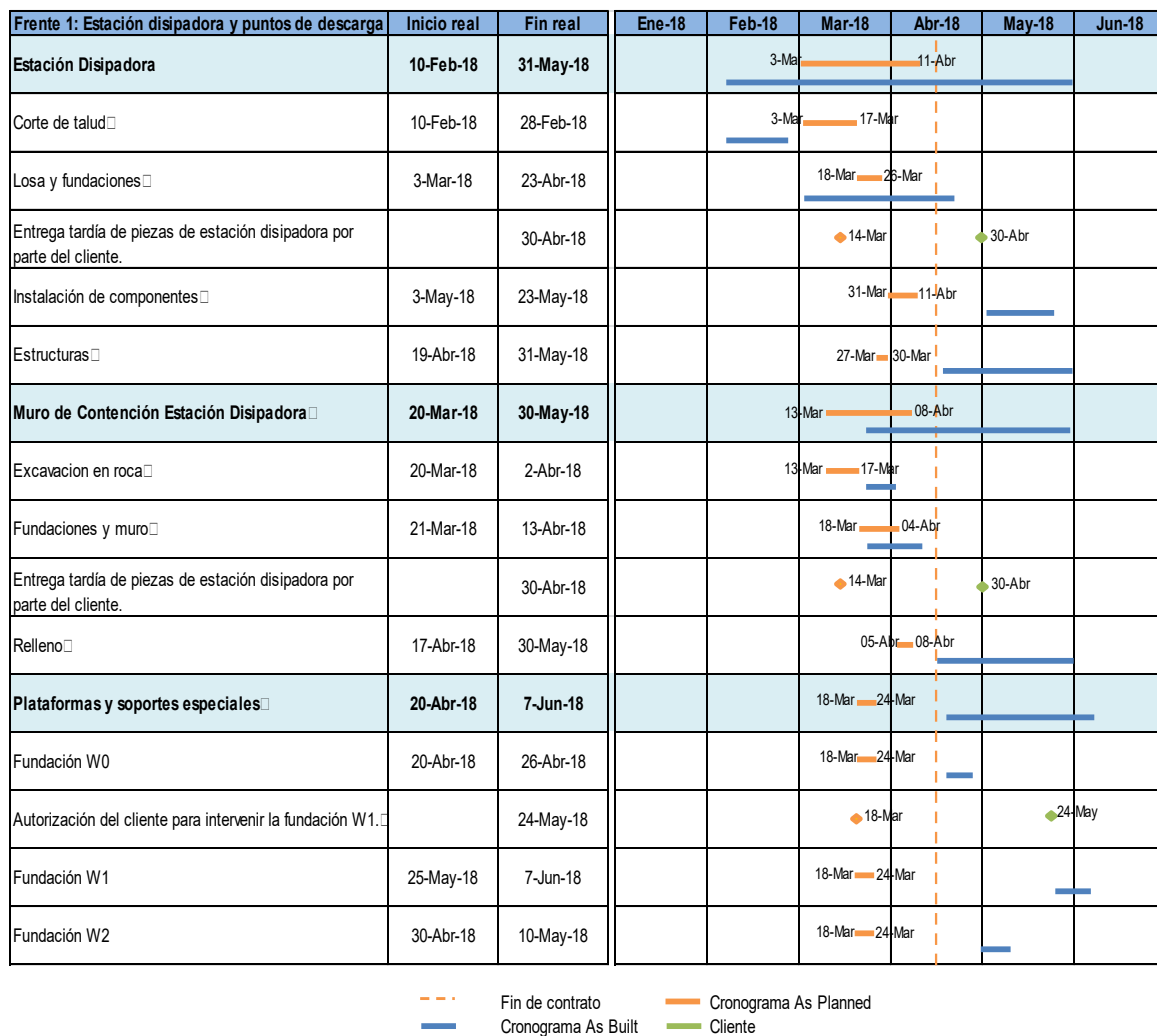 Frente 1: Estación disipadora y puntos de descarga Inicio real Fin real Ene-18 Feb-18 Mar-18 Abr-18 May-18 Jun-18
Estación Disipadora 10-Feb-18 31-May-18 3-Mar 11-Abr
Corte de talud□ 10-Feb-18 28-Feb-18 3-Mar 17-Mar
Losa y fundaciones□ 3-Mar-18 23-Abr-18 18-Mar 26-Mar
Entrega tardía de piezas de estación disipadora por
parte del cliente. 30-Abr-18 14-Mar 30-Abr
Instalación de componentes□ 3-May-18 23-May-18 31-Mar 11-Abr
Estructuras□ 19-Abr-18 31-May-18 27-Mar 30-Mar
Muro de Contención Estación Disipadora□ 20-Mar-18 30-May-18 13-Mar 08-Abr
Excavacion en roca□ 20-Mar-18 2-Abr-18 13-Mar 17-Mar
Fundaciones y muro□ 21-Mar-18 13-Abr-18 18-Mar 04-Abr
Entrega tardía de piezas de estación disipadora por
parte del cliente. 30-Abr-18 14-Mar 30-Abr
Relleno□ 17-Abr-18 30-May-18 05-Abr 08-Abr
Plataformas y soportes especiales□ 20-Abr-18 7-Jun-18 18-Mar 24-Mar
Fundación W0 20-Abr-18 26-Abr-18 18-Mar 24-Mar
Autorización del cliente para intervenir la fundación W1.□ 24-May-18 18-Mar 24-May
Fundación W1 25-May-18 7-Jun-18 18-Mar 24-Mar
Fundación W2 30-Abr-18 10-May-18 18-Mar 24-Mar
Fin de contrato Cronograma As Planned
Cronograma As Built Cliente